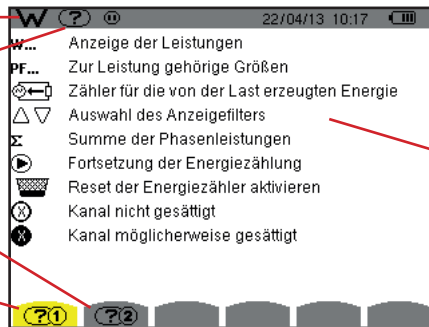 W ? 22/04/13 10:17
W... Anzeige der Leistungen
PF... Zur Leistung gehörige Größen
Zähler für die von der Last erzeugten Energie
Auswahl des Anzeigefilters
Σ Summe der Phasenleistungen
Fortsetzung der Energiezählung
Reset der Energiezähler aktivieren
X Kanal nicht gesättigt
X Kanal möglicherweise gesättigt
?1 ?2